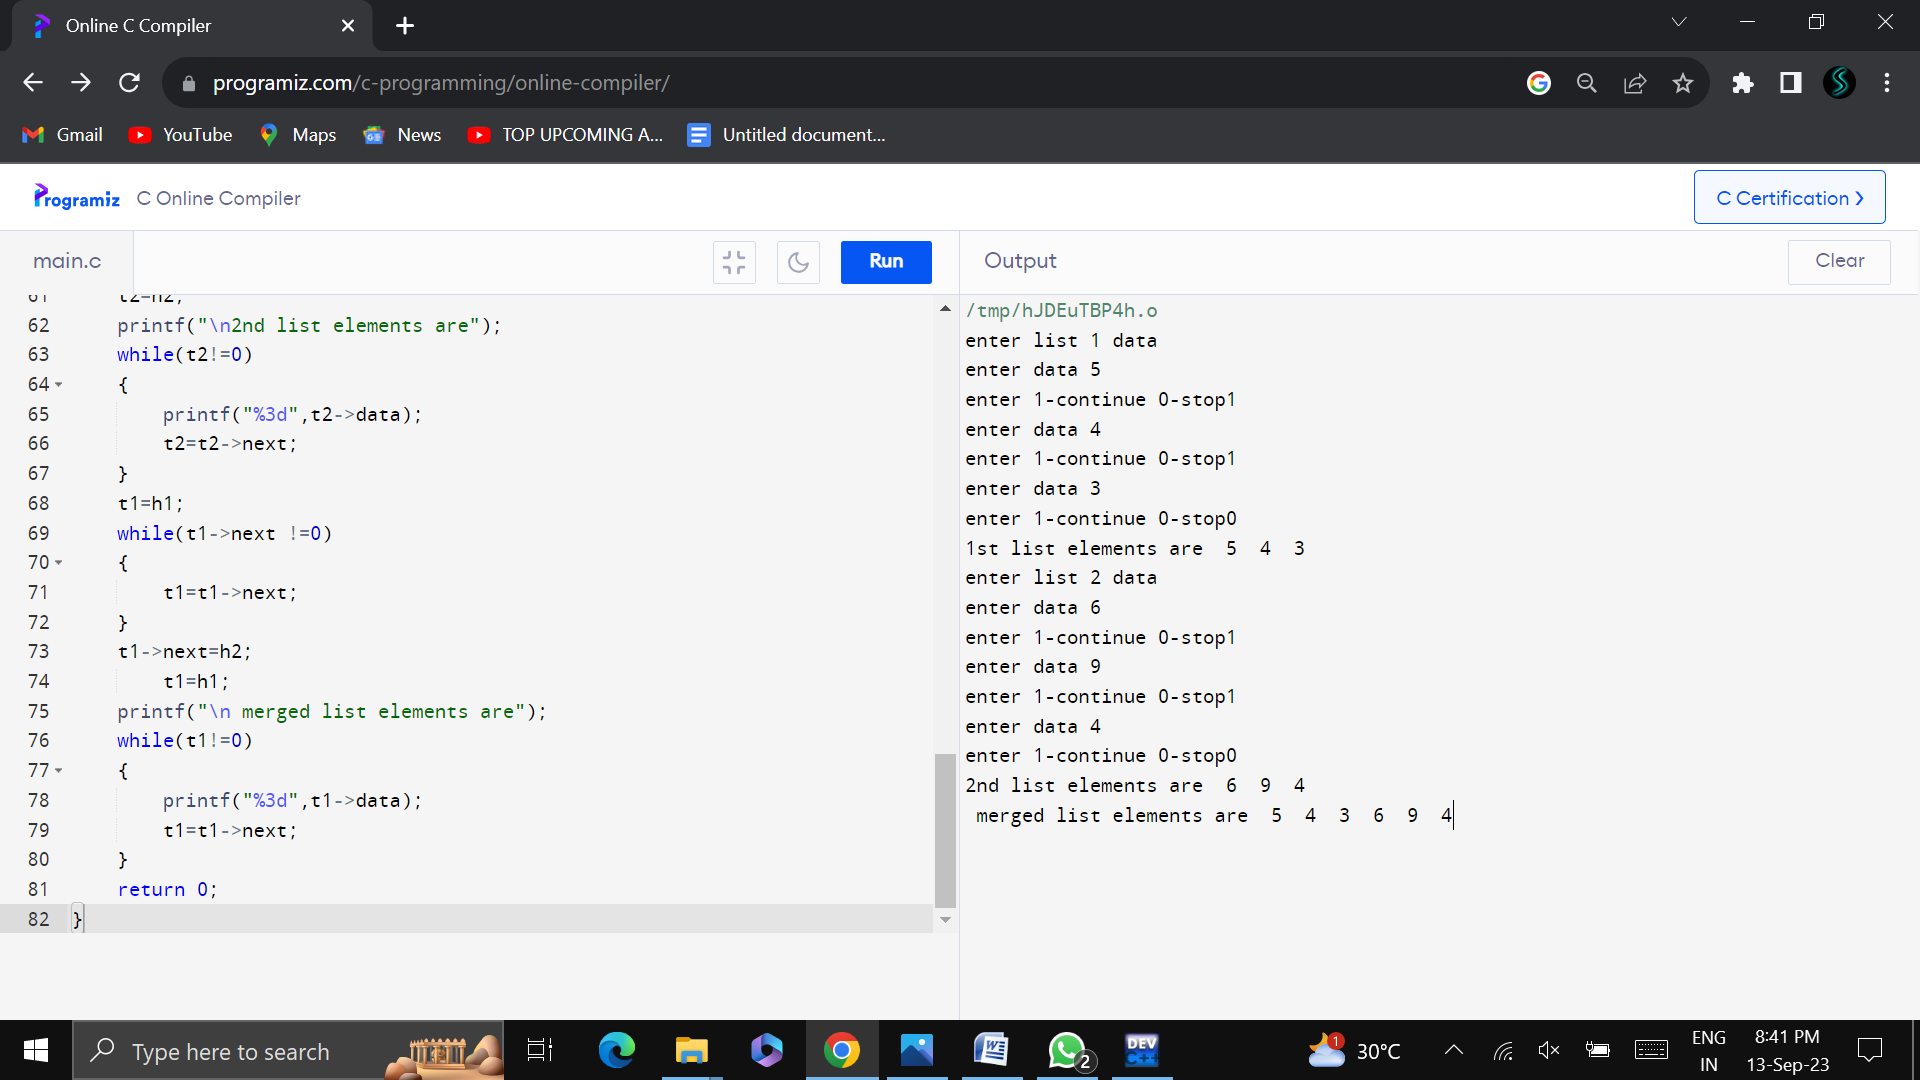 Online C Compiler
programiz.com/c-programming/online-compiler/
Gmail YouTube Maps News TOP UPCOMING A... Untitled document...
Programiz C Online Compiler C Certification
main.c Run
61 t2=h2;
62 printf("\n2nd list elements are");
63 while(t2!=0)
64 {
65 printf("%3d",t2->data);
66 t2=t2->next;
67 }
68 t1=h1;
69 while(t1->next !=0)
70 {
71 t1=t1->next;
72 }
73 t1->next=h2;
74 t1=h1;
75 printf("\n merged list elements are");
76 while(t1!=0)
77 {
78 printf("%3d",t1->data);
79 t1=t1->next;
80 }
81 return 0;
82 }
Output Clear
/tmp/hJDEuTBP4h.o
enter list 1 data
enter data 5
enter 1-continue 0-stop1
enter data 4
enter 1-continue 0-stop1
enter data 3
enter 1-continue 0-stop0
1st list elements are  5  4  3
enter list 2 data
enter data 6
enter 1-continue 0-stop1
enter data 9
enter 1-continue 0-stop1
enter data 4
enter 1-continue 0-stop0
2nd list elements are  6  9  4
 merged list elements are  5  4  3  6  9  4
Type here to search
2
DEV
C++
1
30°C
ENG
IN
8:41 PM
13-Sep-23